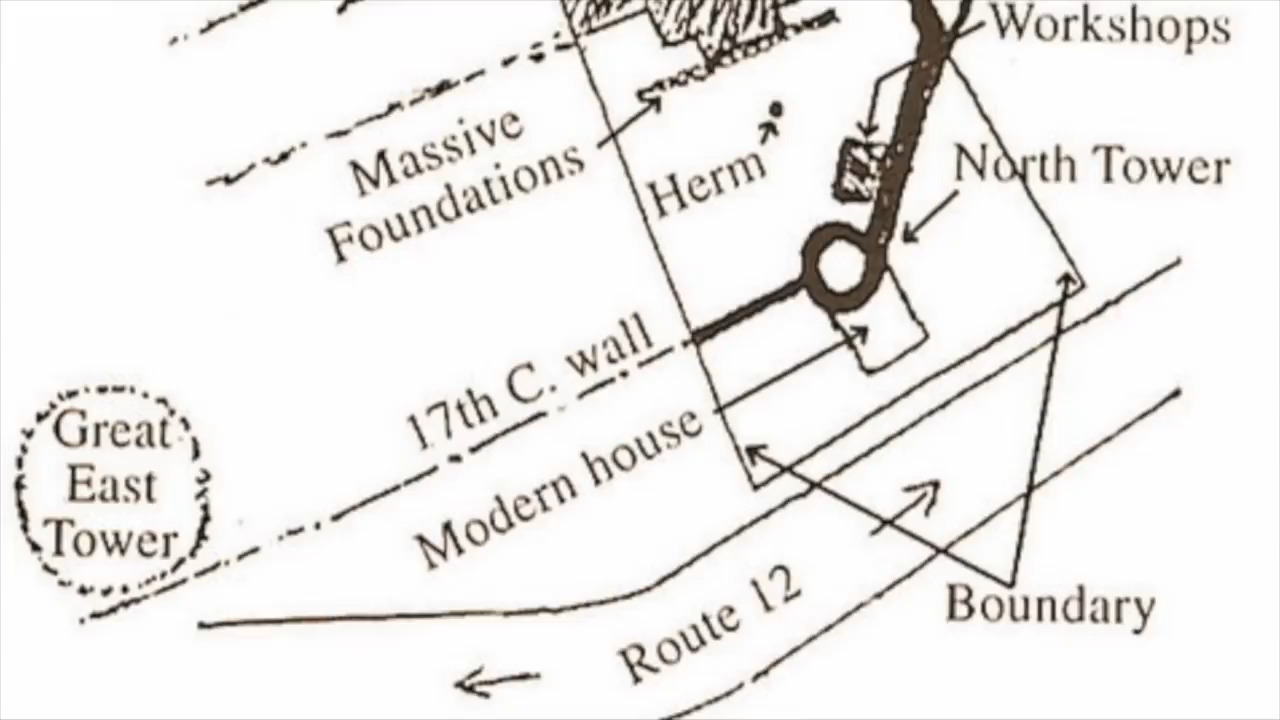 Workshops
Massive
Foundations
Herm
North Tower
17th C. wall
Great
East
Tower
Modern house
Route 12
Boundary